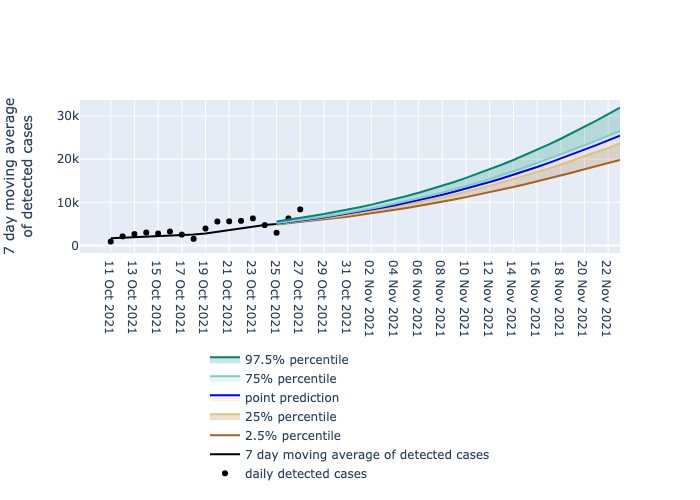 7 day moving average
of detected cases
30k
20k
10k
0
11 Oct 2021
13 Oct 2021
15 Oct 2021
17 Oct 2021
19 Oct 2021
21 Oct 2021
23 Oct 2021
25 Oct 2021
27 Oct 2021
29 Oct 2021
31 Oct 2021
02 Nov 2021
04 Nov 2021
06 Nov 2021
08 Nov 2021
10 Nov 2021
12 Nov 2021
14 Nov 2021
16 Nov 2021
18 Nov 2021
20 Nov 2021
22 Nov 2021
97.5% percentile
75% percentile
point prediction
25% percentile
2.5% percentile
7 day moving average of detected cases
daily detected cases